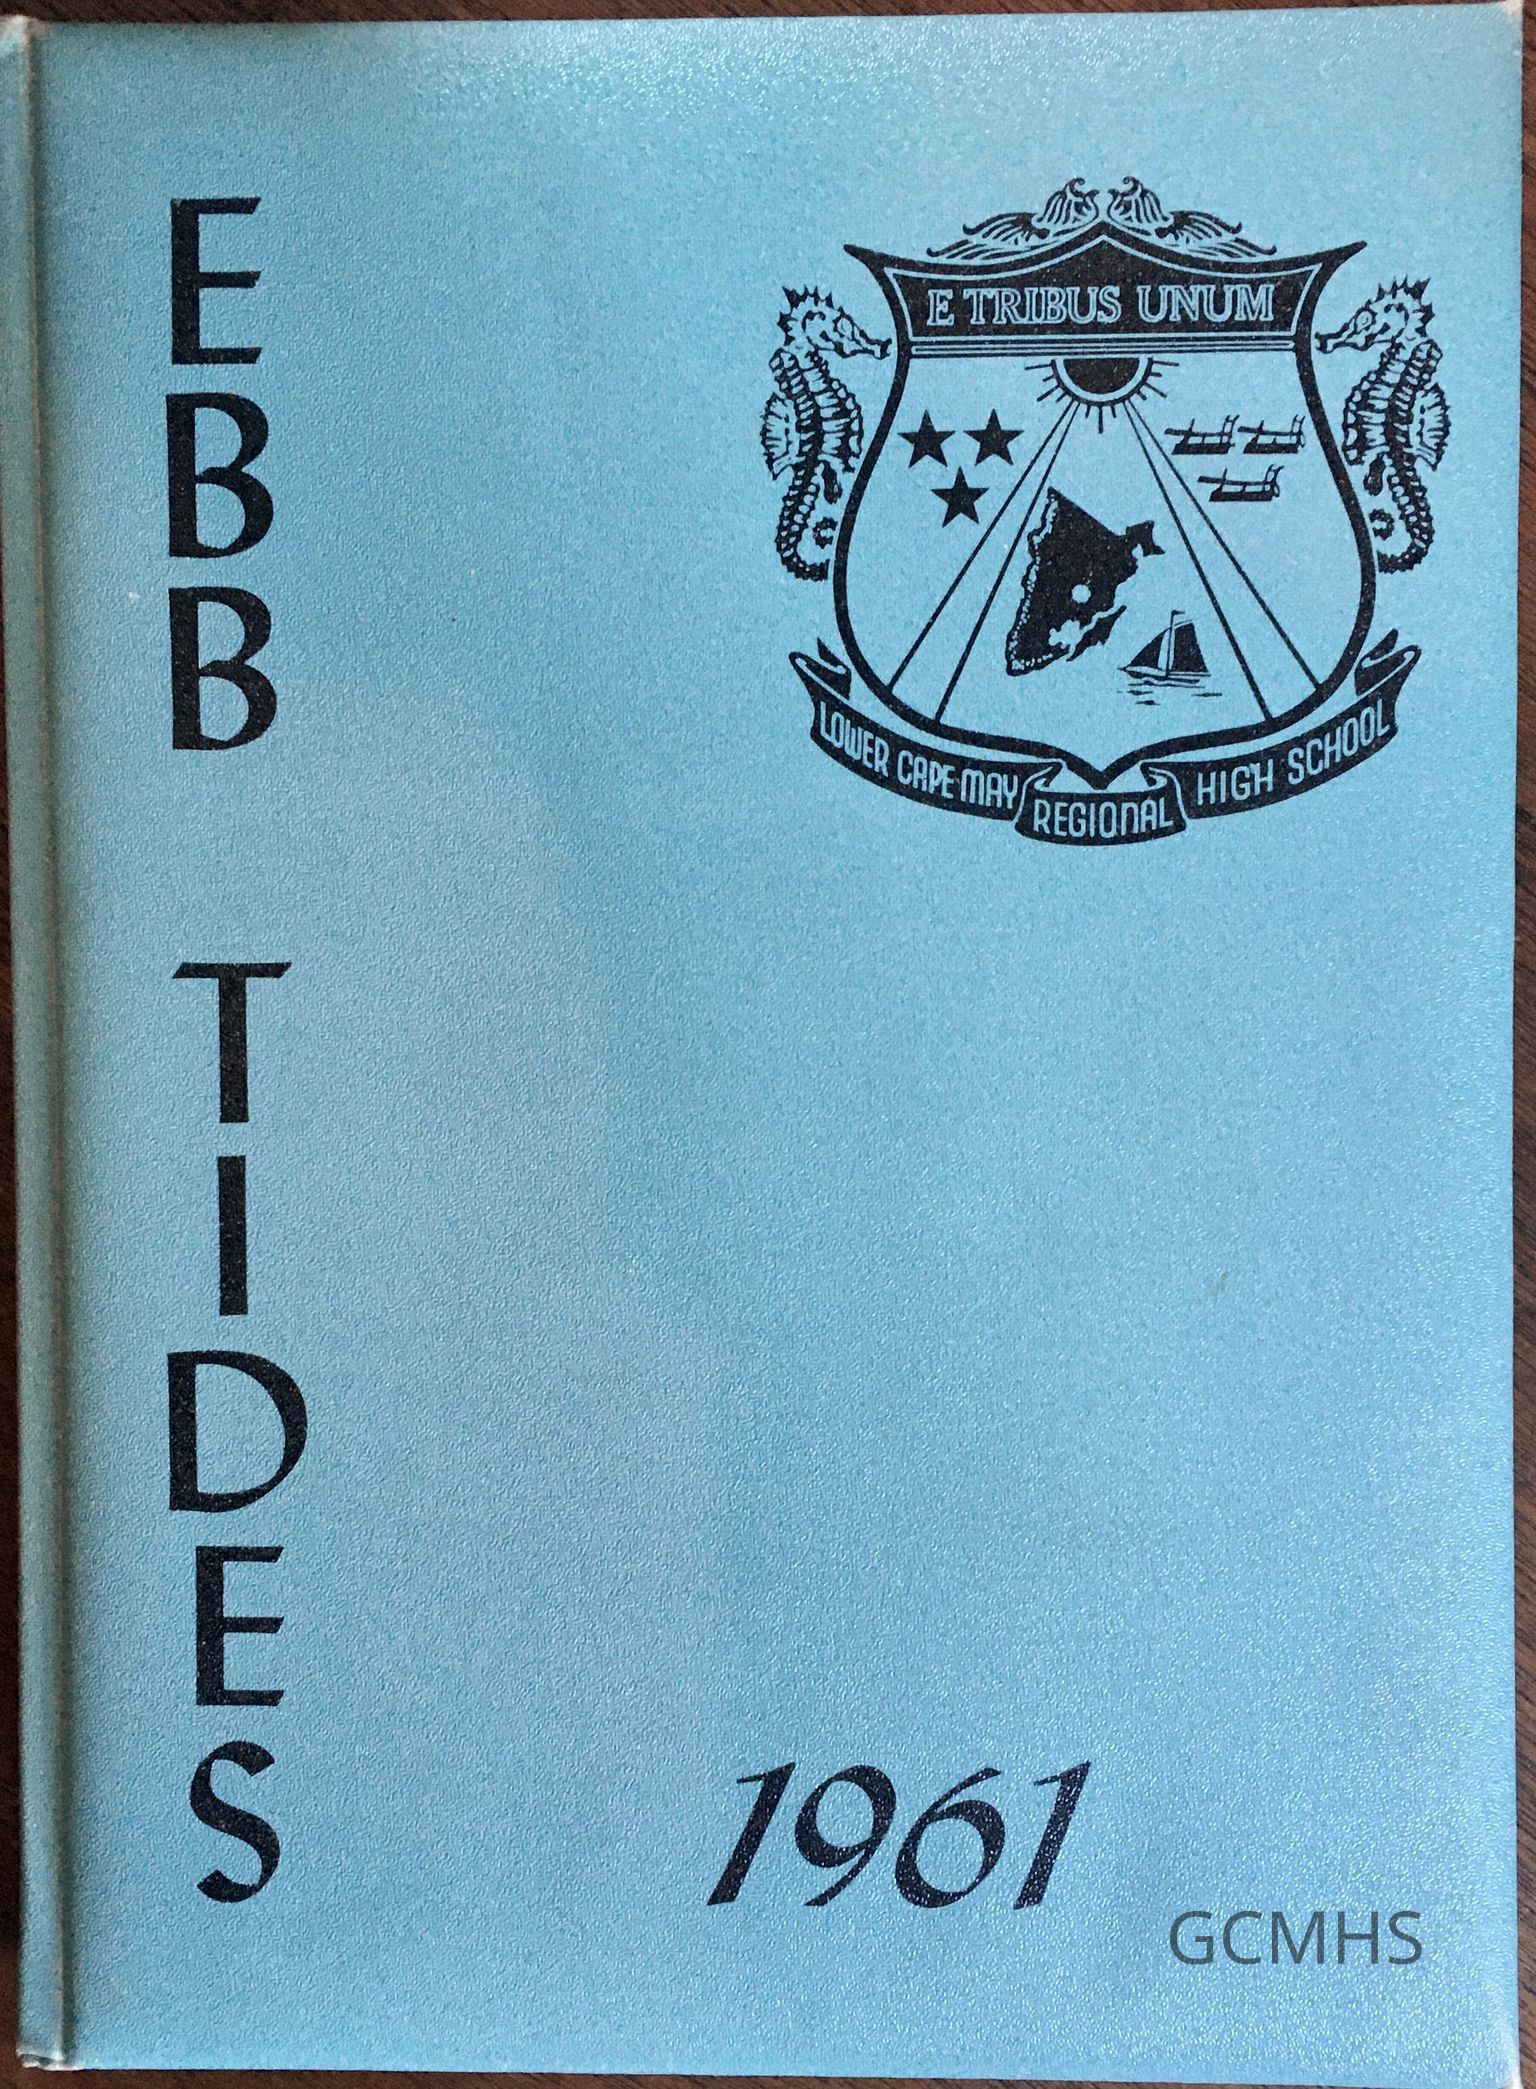 EBB
TIDES
E TRIBUS UNUM
LOWER CAPE MAY REGIONAL HIGH SCHOOL
1961
GCMHS